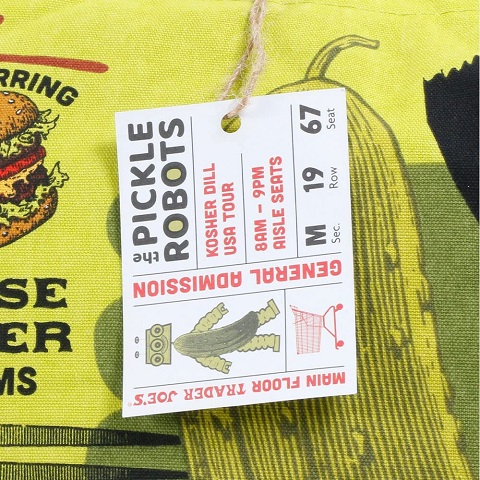 RRING
SE
ER
MS
the PICKLE
ROBOTS
KOSHER DILL
USA TOUR
8AM – 9PM
AISLE SEATS
M 19 67
Sec. Row Seat
GENERAL ADMISSION
MAIN FLOOR TRADER JOE'S